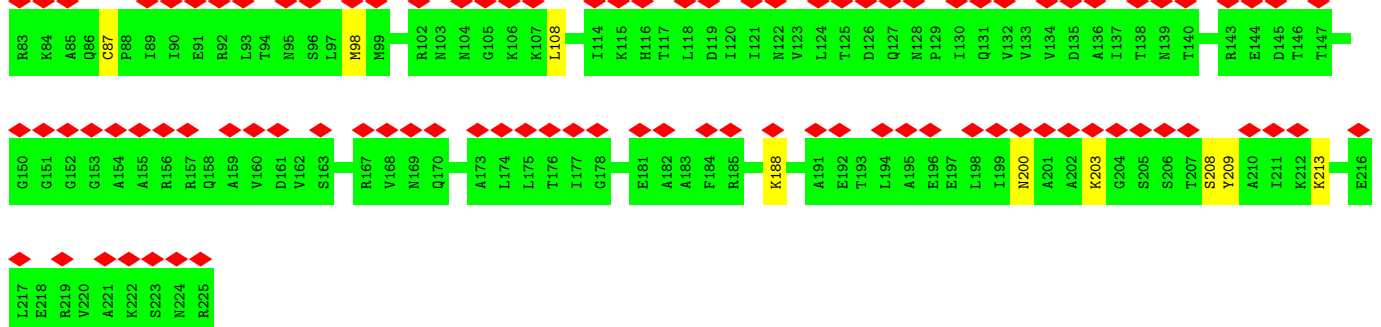 R83 K84 A85 Q86 C87 P88 I89 I90 E91 R92 L93 T94 N95 S96 L97 M98 M99 R102 N103 N104 G105 K106 K107 L108 I114 K115 H116 T117 L118 D119 I120 I121 N122 V123 L124 T125 D126 Q127 N128 P129 I130 Q131 V132 V133 V134 D135 A136 I137 T138 N139 T140 R143 E144 D145 T146 T147
G150 G151 G152 G153 A154 A155 R156 R157 Q158 A159 V160 D161 V162 S163 R167 V168 N169 Q170 A173 L174 L175 T176 I177 G178 E181 A182 A183 F184 R185 K188 A191 E192 T193 L194 A195 E196 E197 L198 I199 N200 A201 A202 K203 G204 S205 S206 T207 S208 Y209 A210 I211 K212 K213 E216
L217 E218 R219 V220 A221 K222 S223 N224 R225